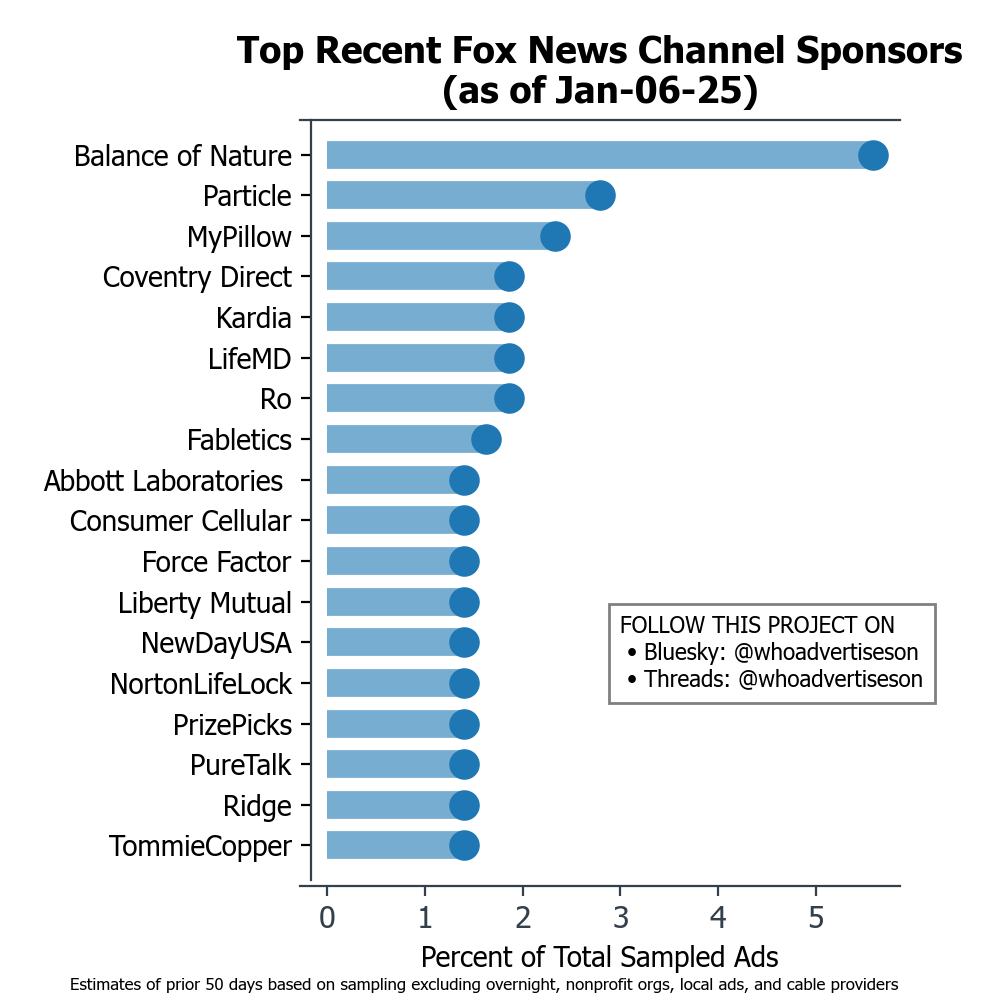 Top Recent Fox News Channel Sponsors
(as of Jan-06-25)
Balance of Nature
Particle
MyPillow
Coventry Direct
Kardia
LifeMD
Ro
Fabletics
Abbott Laboratories
Consumer Cellular
Force Factor
Liberty Mutual
NewDayUSA
NortonLifeLock
PrizePicks
PureTalk
Ridge
TommieCopper
FOLLOW THIS PROJECT ON
• Bluesky: @whoadvertiseson
• Threads: @whoadvertiseson
0 1 2 3 4 5
Percent of Total Sampled Ads
Estimates of prior 50 days based on sampling excluding overnight, nonprofit orgs, local ads, and cable providers